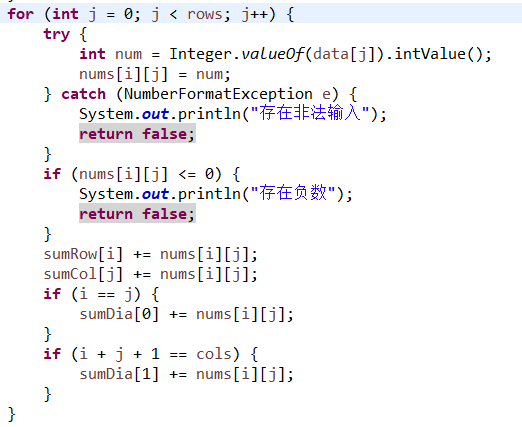 for (int j = 0; j < rows; j++) {
    try {
        int num = Integer.valueOf(data[j]).intValue();
        nums[i][j] = num;
    } catch (NumberFormatException e) {
        System.out.println("存在非法输入");
        return false;
    }
    if (nums[i][j] <= 0) {
        System.out.println("存在负数");
        return false;
    }
    sumRow[i] += nums[i][j];
    sumCol[j] += nums[i][j];
    if (i == j) {
        sumDia[0] += nums[i][j];
    }
    if (i + j + 1 == cols) {
        sumDia[1] += nums[i][j];
    }
}